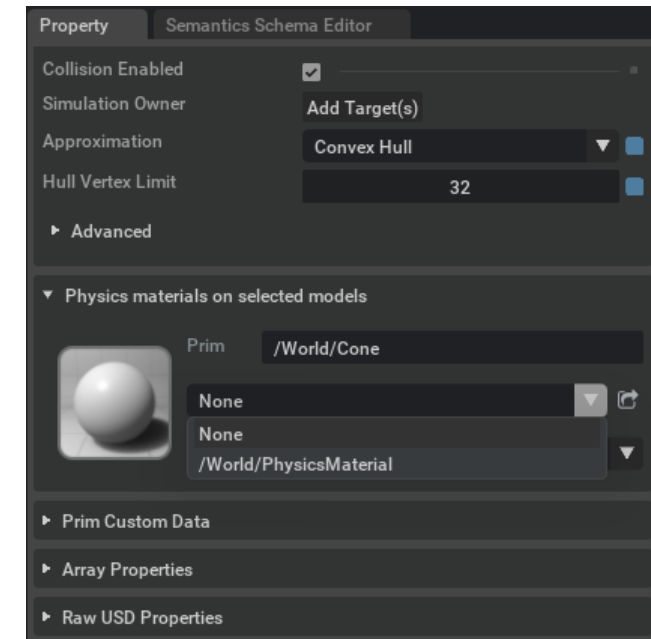 Property Semantics Schema Editor
Collision Enabled
Simulation Owner Add Target(s)
Approximation Convex Hull
Hull Vertex Limit 32
Advanced
Physics materials on selected models
Prim /World/Cone
None
None
/World/PhysicsMaterial
Prim Custom Data
Array Properties
Raw USD Properties